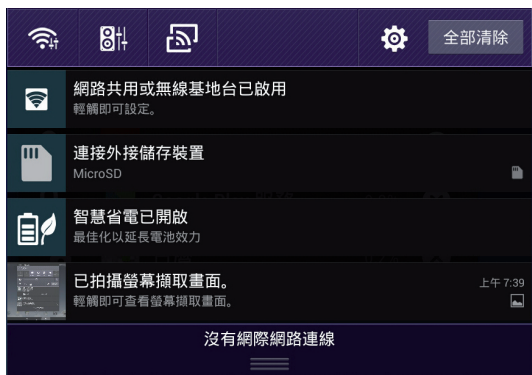 全部清除
網路共用或無線基地台已啟用
輕觸即可設定。
連接外接儲存裝置
MicroSD
智慧省電已開啟
最佳化以延長電池效力
已拍攝螢幕擷取畫面。
上午 7:39
輕觸即可查看螢幕擷取畫面。
沒有網際網路連線